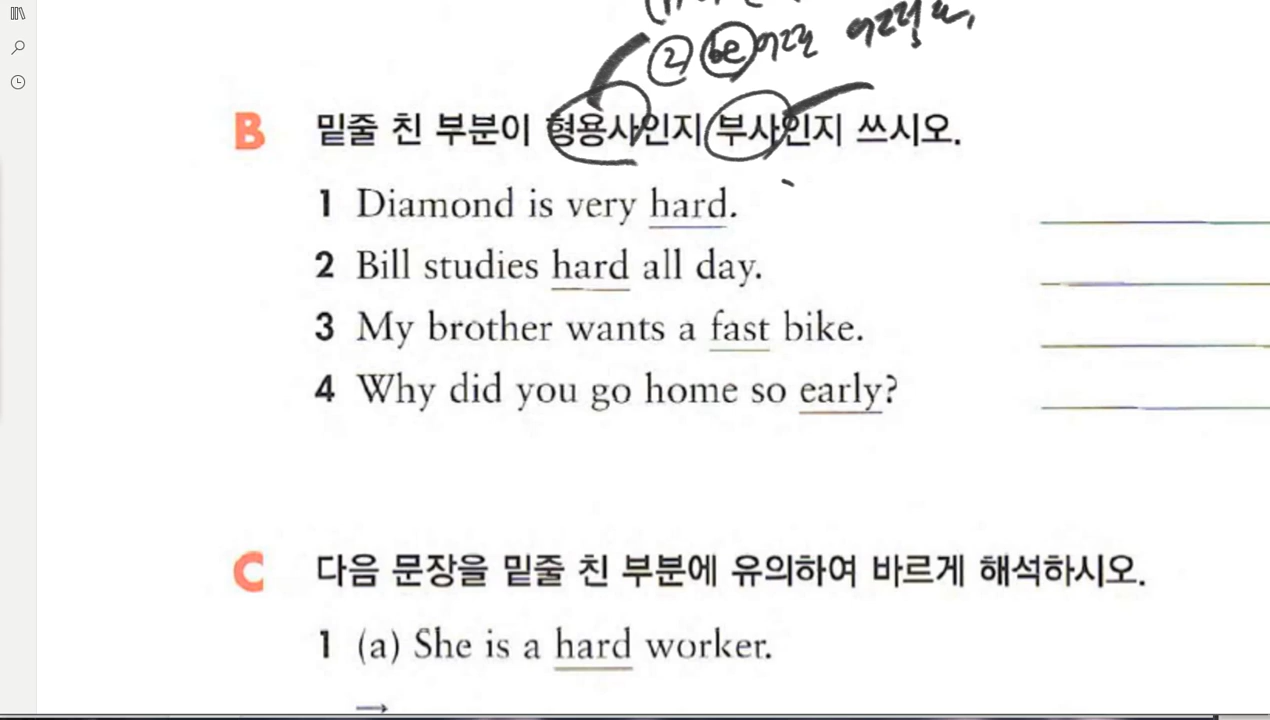 ② be
B 밑줄 친 부분이 형용사인지 부사인지 쓰시오.
1 Diamond is very hard.
2 Bill studies hard all day.
3 My brother wants a fast bike.
4 Why did you go home so early?
C 다음 문장을 밑줄 친 부분에 유의하여 바르게 해석하시오.
1 (a) She is a hard worker.
→